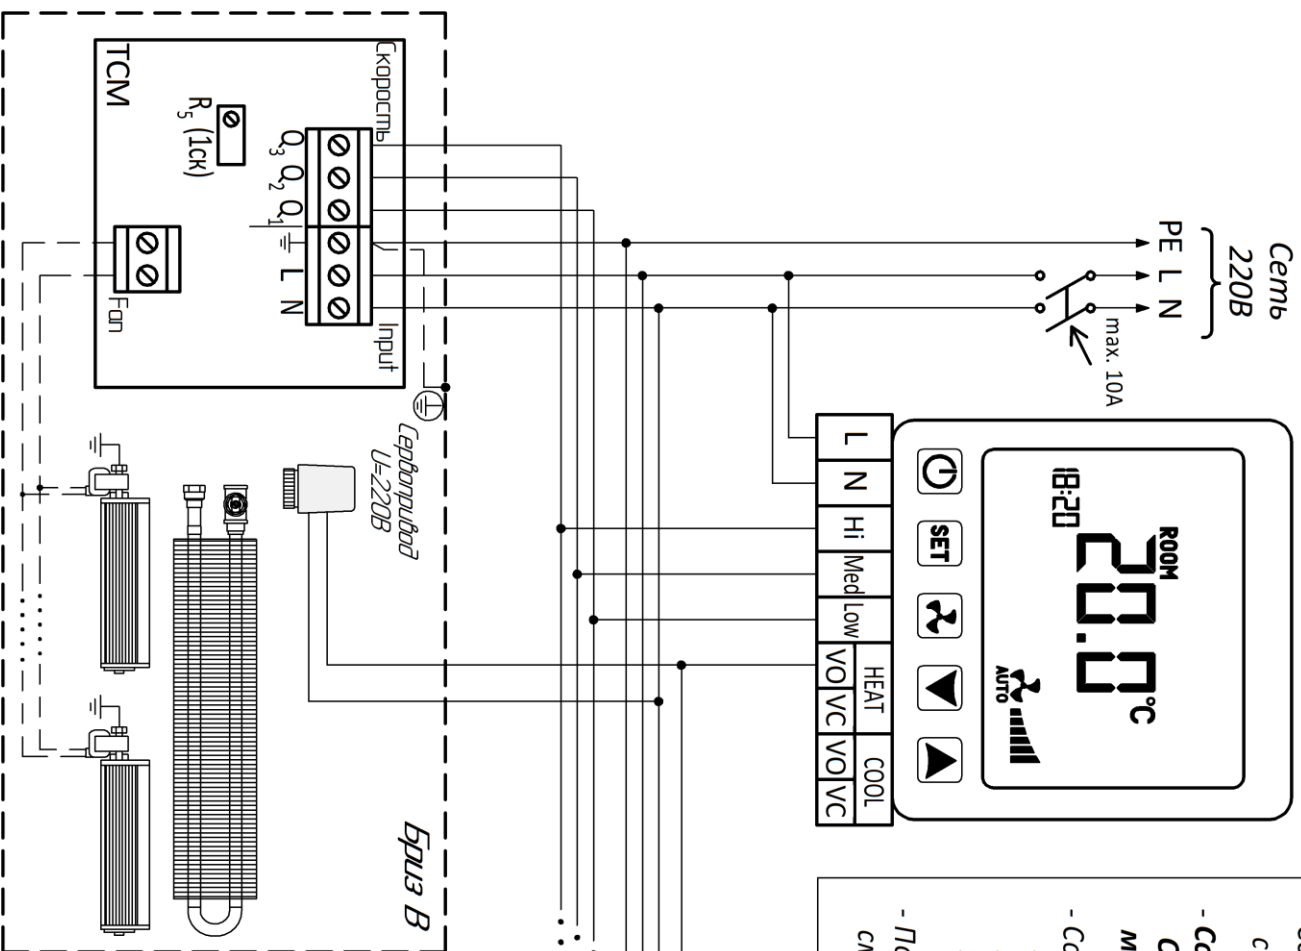 Сеть
220В
PE
L
N
max. 10A
TCM
Скорость
R5 (1ск)
Q3
Q2
Q1
L
N
Input
Fan
Сервопривод
U=220В
Бриз В
L
N
Hi
Med
Low
HEAT
VO
VC
COOL
VO
VC
SET
18:20
ROOM
20.0°C
AUTO